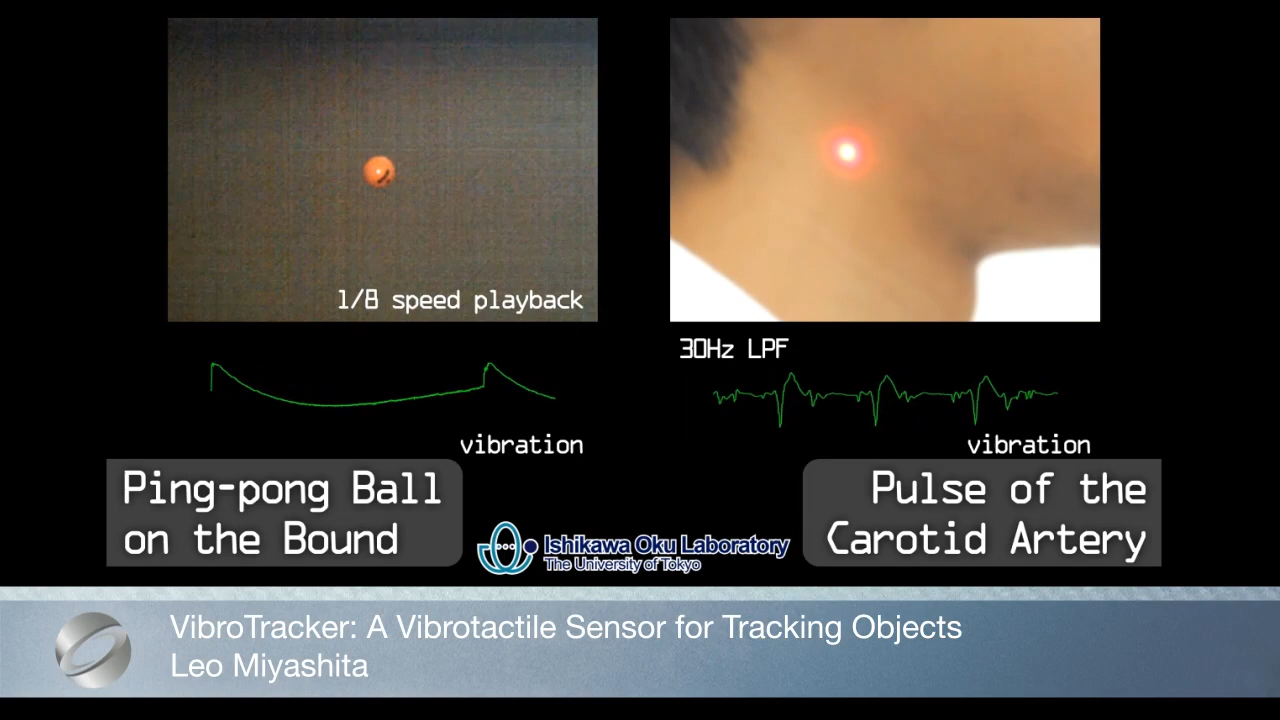 1/8 speed playback
30Hz LPF
vibration
vibration
Ping-pong Ball
on the Bound
Pulse of the
Carotid Artery
Ishikawa Oku Laboratory
The University of Tokyo
VibroTracker: A Vibrotactile Sensor for Tracking Objects
Leo Miyashita